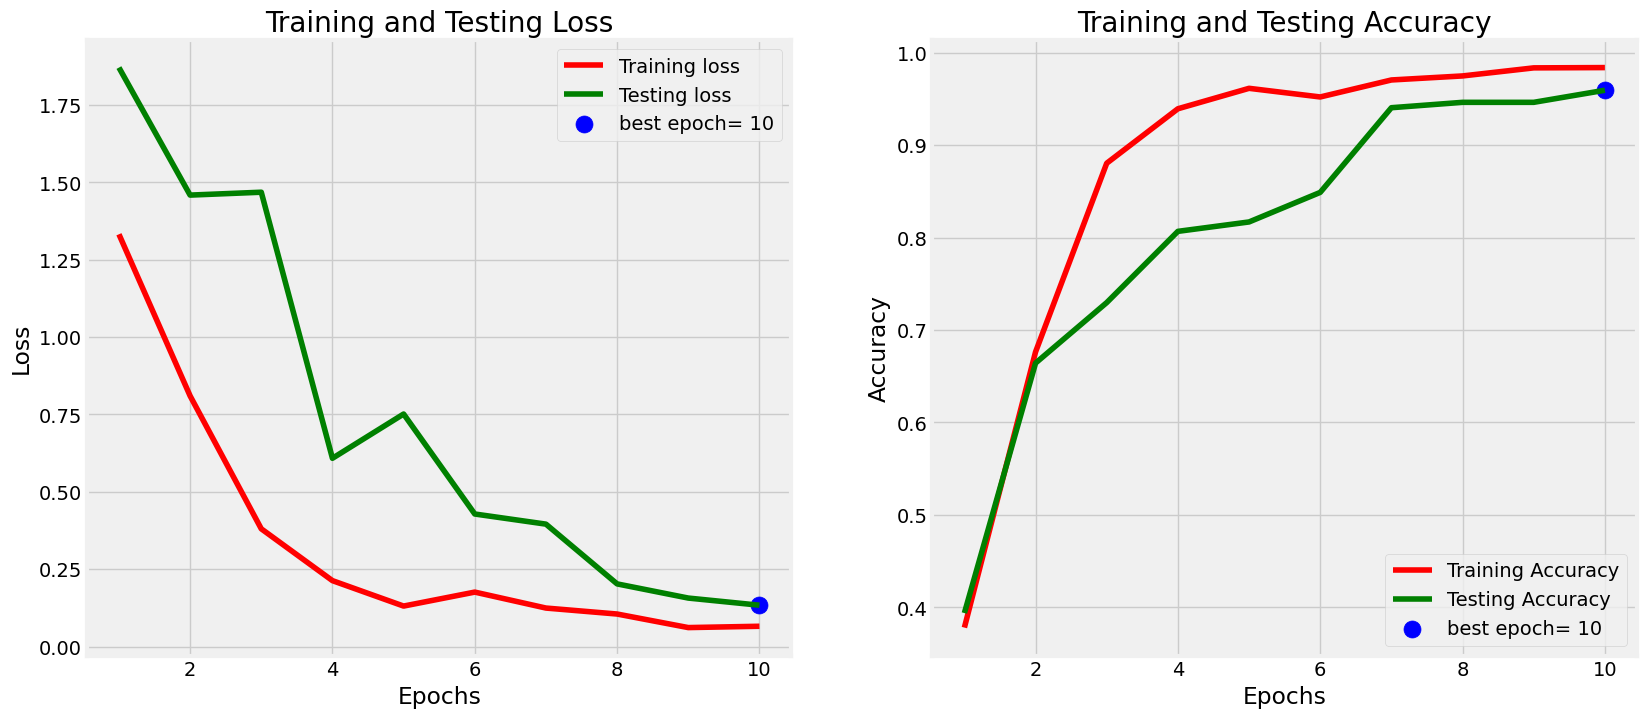 Training and Testing Loss
Training loss
Testing loss
best epoch= 10
1.75
1.50
1.25
1.00
0.75
0.50
0.25
0.00
Loss
2
4
6
8
10
Epochs
Training and Testing Accuracy
1.0
0.9
0.8
0.7
0.6
0.5
0.4
Accuracy
Training Accuracy
Testing Accuracy
best epoch= 10
2
4
6
8
10
Epochs